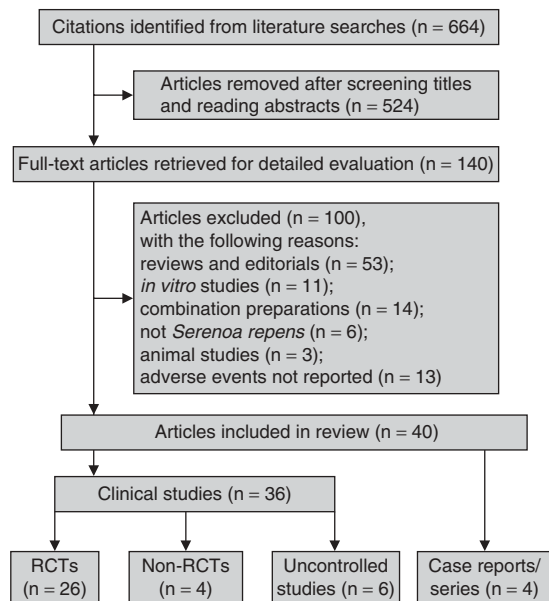 Citations identified from literature searches (n = 664)
Articles removed after screening titles
and reading abstracts (n = 524)
Full-text articles retrieved for detailed evaluation (n = 140)
Articles excluded (n = 100),
with the following reasons:
reviews and editorials (n = 53);
in vitro studies (n = 11);
combination preparations (n = 14);
not Serenoa repens (n = 6);
animal studies (n = 3);
adverse events not reported (n = 13)
Articles included in review (n = 40)
Clinical studies (n = 36)
RCTs
(n = 26)
Non-RCTs
(n = 4)
Uncontrolled
studies (n = 6)
Case reports/
series (n = 4)